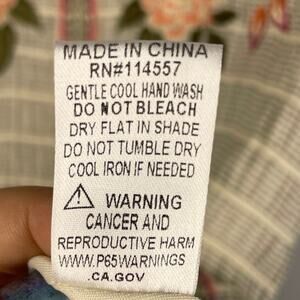 MADE IN CHINA
RN#114557
GENTLE COOL HAND WASH
DO NOT BLEACH
DRY FLAT IN SHADE
DO NOT TUMBLE DRY
COOL IRON IF NEEDED
WARNING
CANCER AND
REPRODUCTIVE HARM
WWW.P65WARNINGS
.CA.GOV